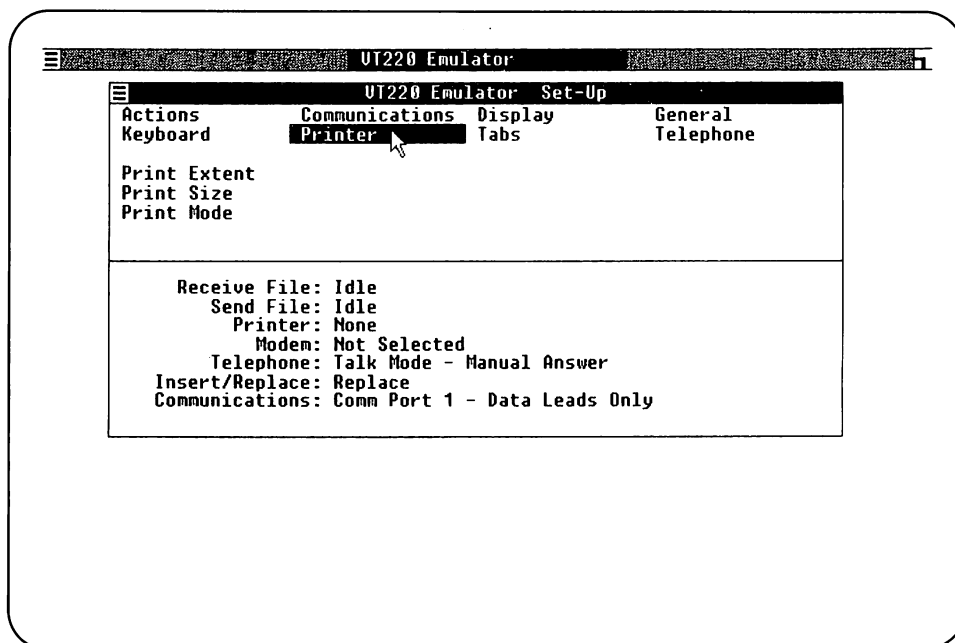 VT220 Emulator
VT220 Emulator Set-Up
Actions Communications Display General
Keyboard Printer Tabs Telephone
Print Extent
Print Size
Print Mode
Receive File: Idle
Send File: Idle
Printer: None
Modem: Not Selected
Telephone: Talk Mode - Manual Answer
Insert/Replace: Replace
Communications: Comm Port 1 - Data Leads Only